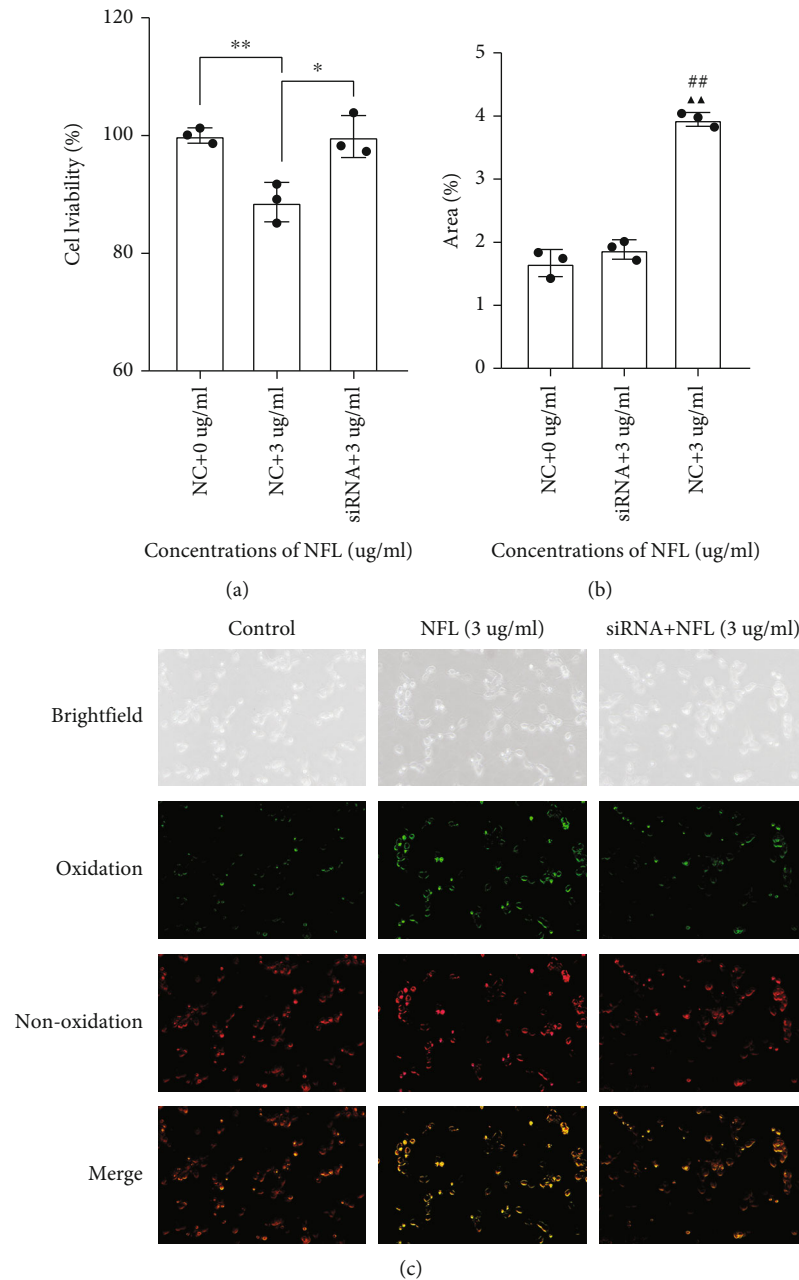 120
100
80
60
Cel lviability (%)
**
*
NC+0 ug/ml
NC+3 ug/ml
siRNA+3 ug/ml
Concentrations of NFL (ug/ml)
(a)
5
4
3
2
1
0
Area (%)
##
▲▲
NC+0 ug/ml
siRNA+3 ug/ml
NC+3 ug/ml
Concentrations of NFL (ug/ml)
(b)
Control
NFL (3 ug/ml)
siRNA+NFL (3 ug/ml)
Brightfield
Oxidation
Non-oxidation
Merge
(c)